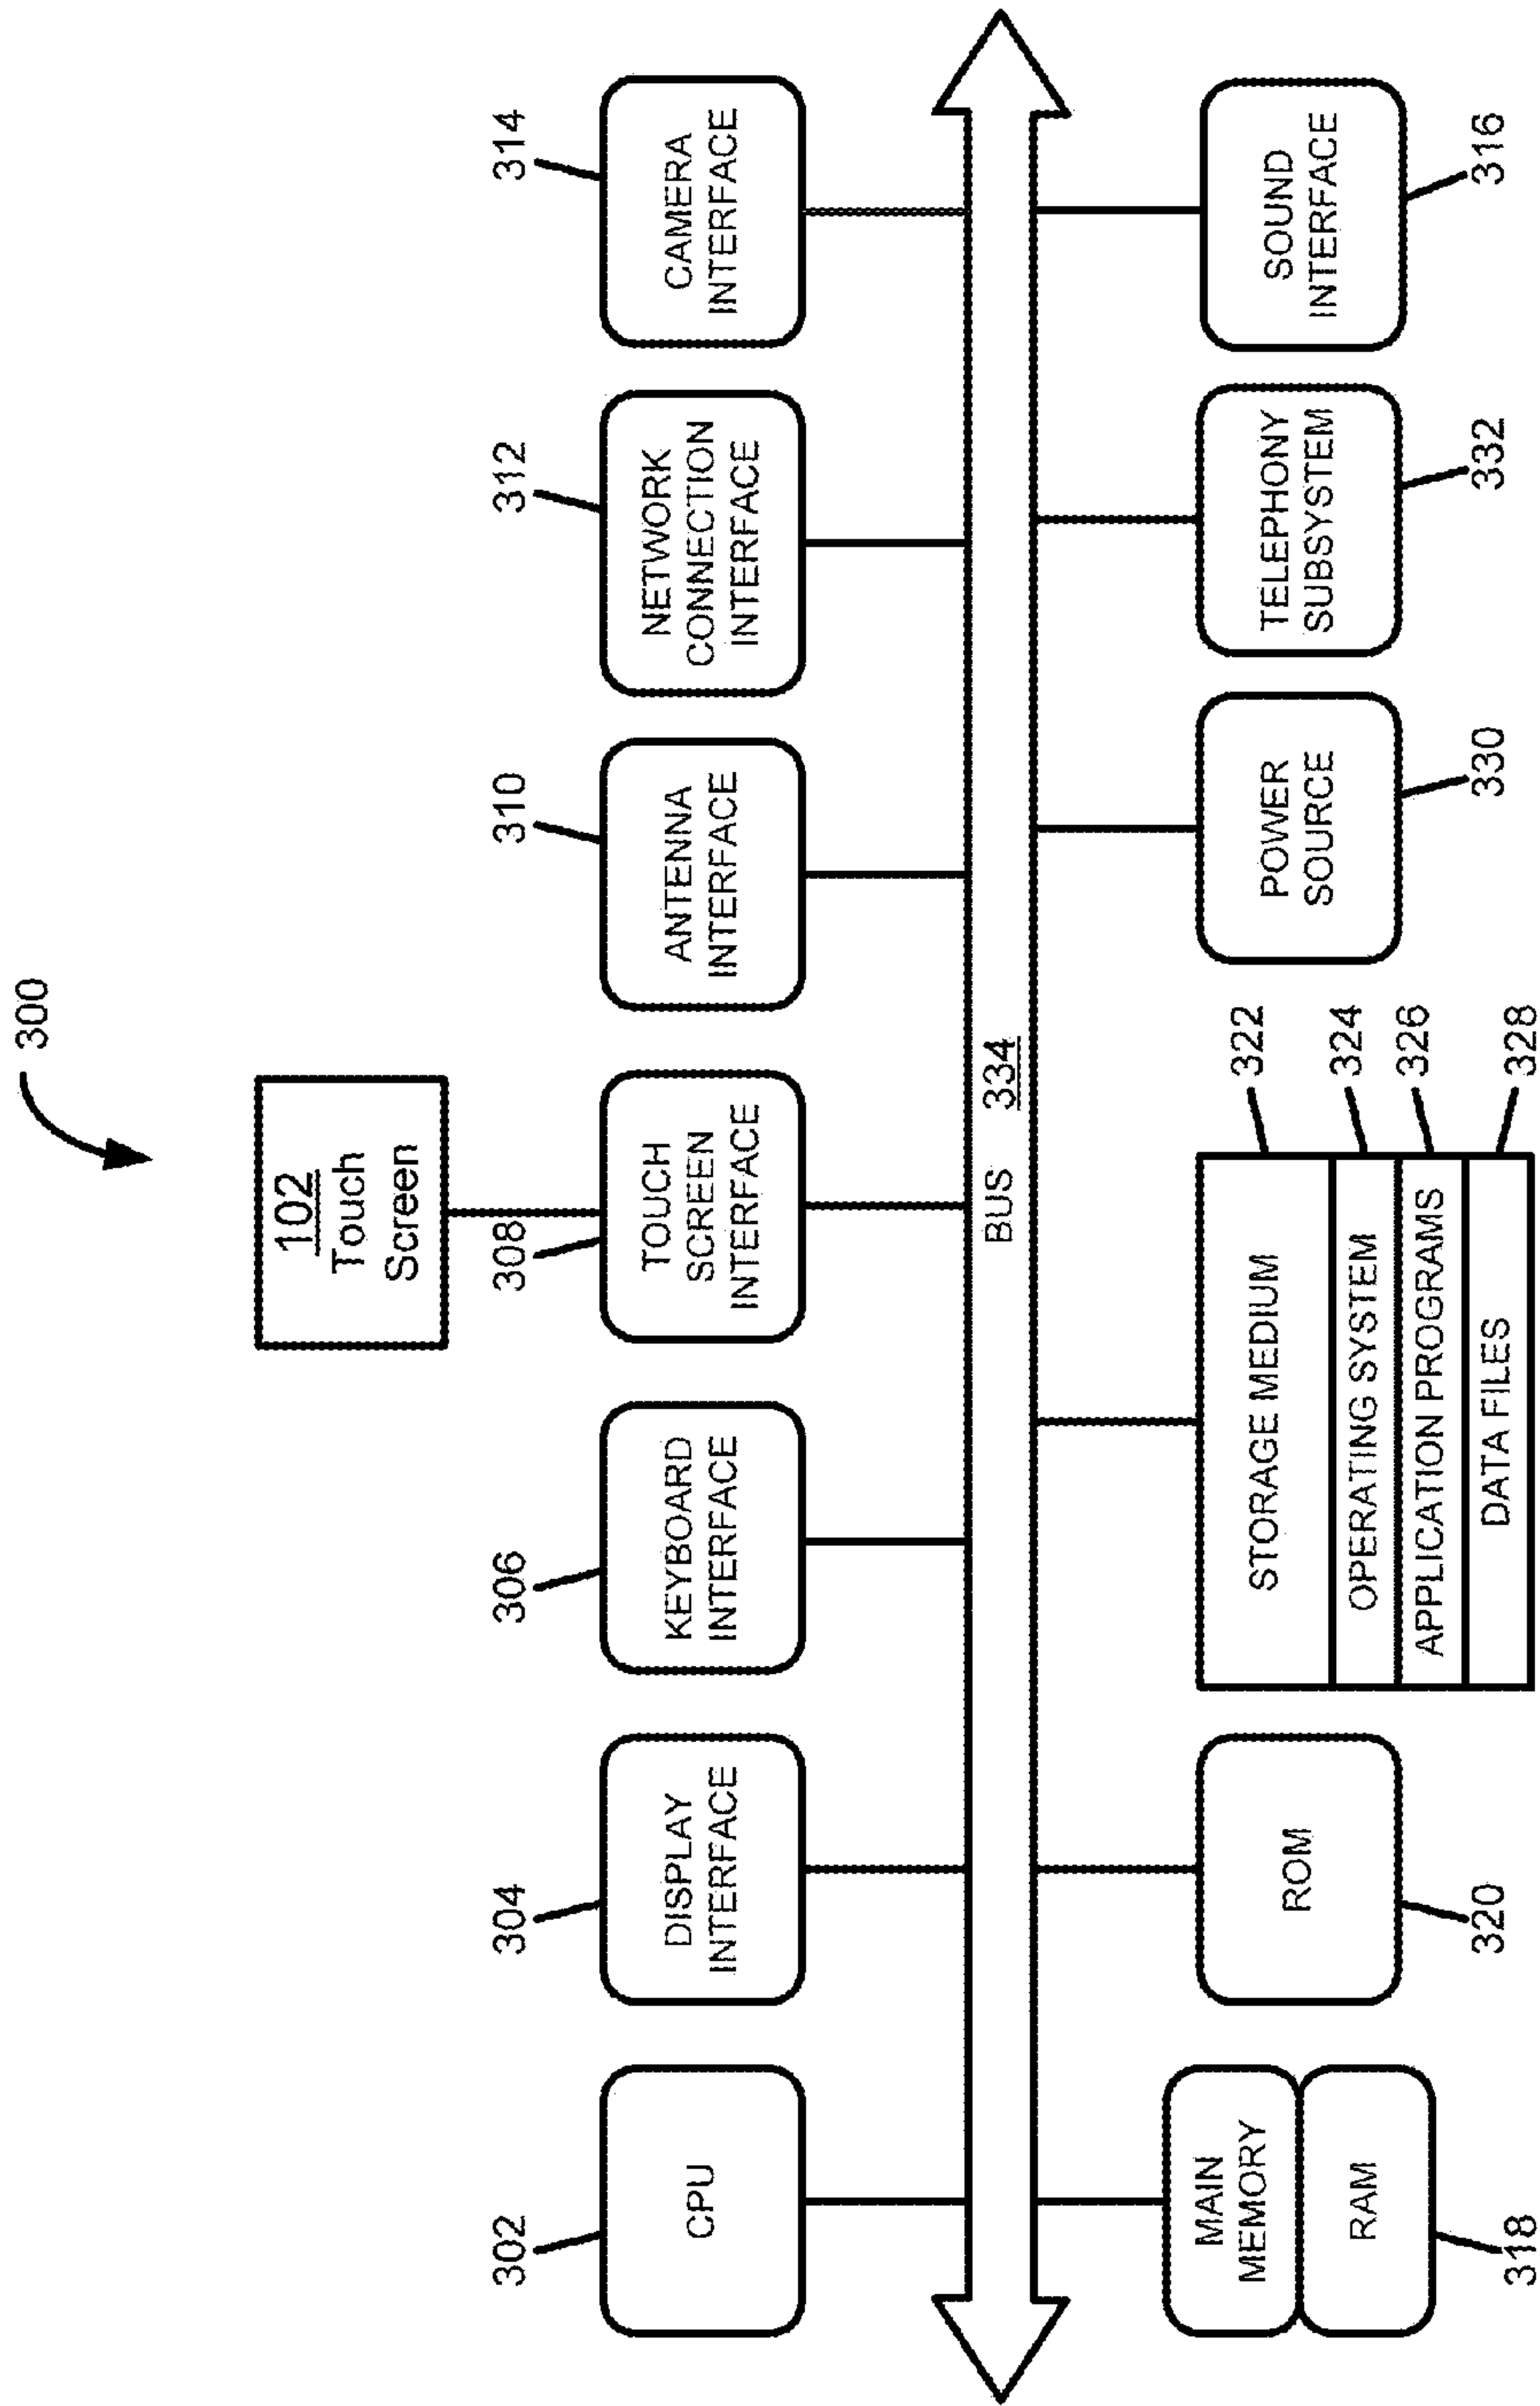 300
102
Touch
Screen
302
304
306
308
310
312
314
CPU
DISPLAY
INTERFACE
KEYBOARD
INTERFACE
TOUCH
SCREEN
INTERFACE
ANTENNA
INTERFACE
NETWORK
CONNECTION
INTERFACE
CAMERA
INTERFACE
BUS 334
MAIN
MEMORY
RAM
318
ROM
320
STORAGE MEDIUM
322
OPERATING SYSTEM
324
APPLICATION PROGRAMS
326
DATA FILES
328
POWER
SOURCE
330
TELEPHONY
SUBSYSTEM
332
SOUND
INTERFACE
316